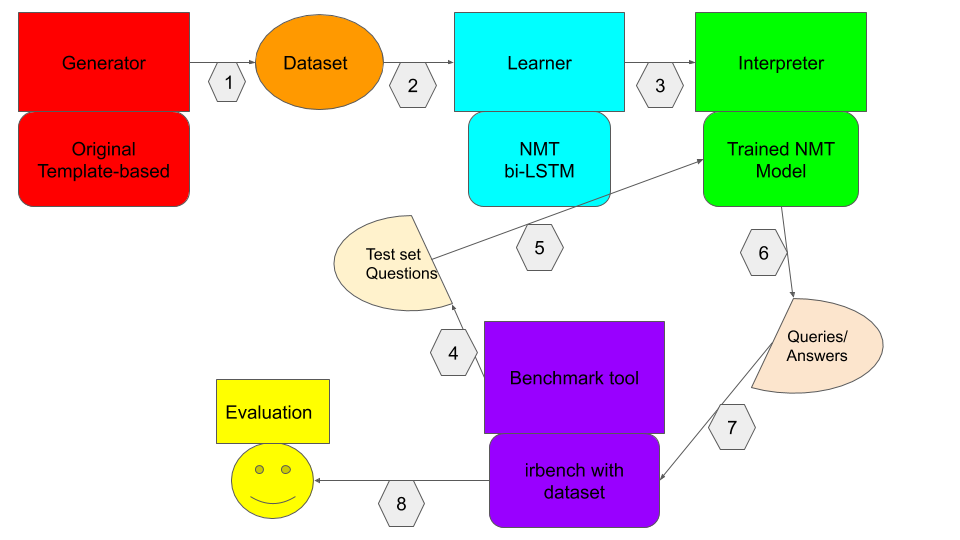 Generator
Dataset
Learner
Interpreter
1
2
3
Original
Template-based
NMT
bi-LSTM
Trained NMT
Model
Test set
Questions
5
6
4
Benchmark tool
Queries/
Answers
Evaluation
7
irbench with
dataset
8